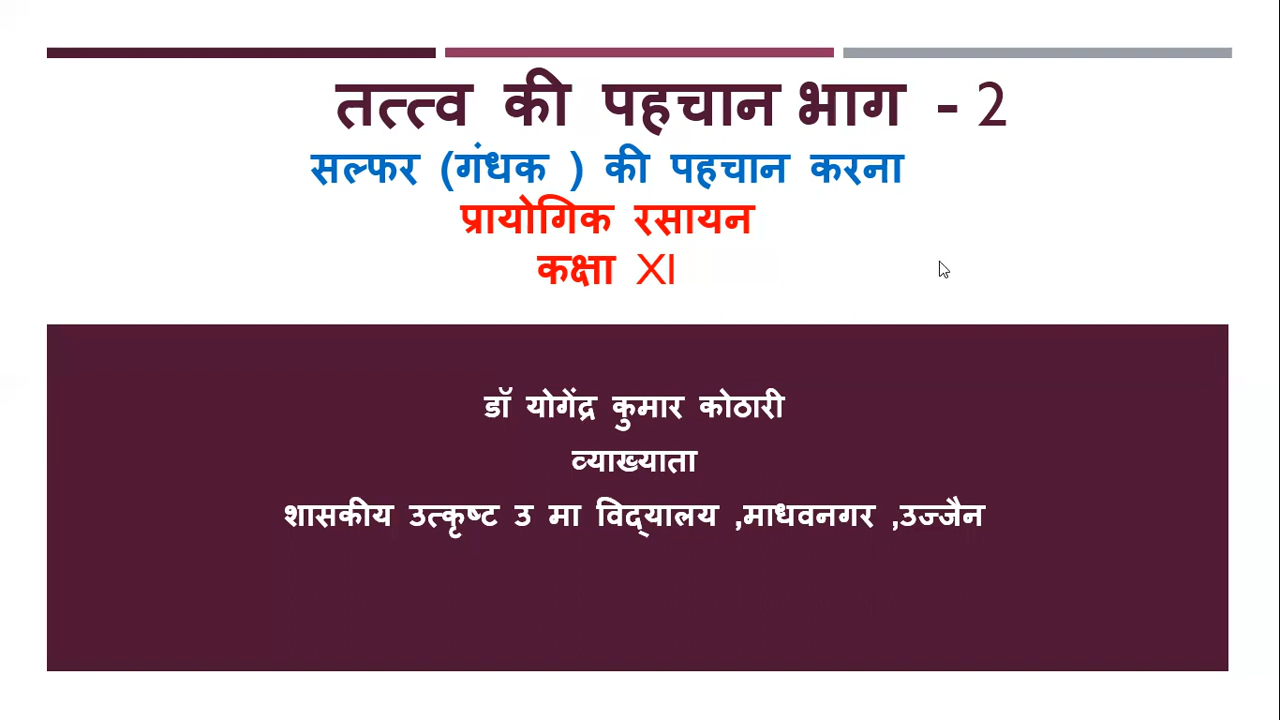 तत्त्व की पहचान भाग - 2
सल्फर (गंधक ) की पहचान करना
प्रायोगिक रसायन
कक्षा XI
डॉ योगेंद्र कुमार कोठारी
व्याख्याता
शासकीय उत्कृष्ट उ मा विद्यालय ,माधवनगर ,उज्जैन